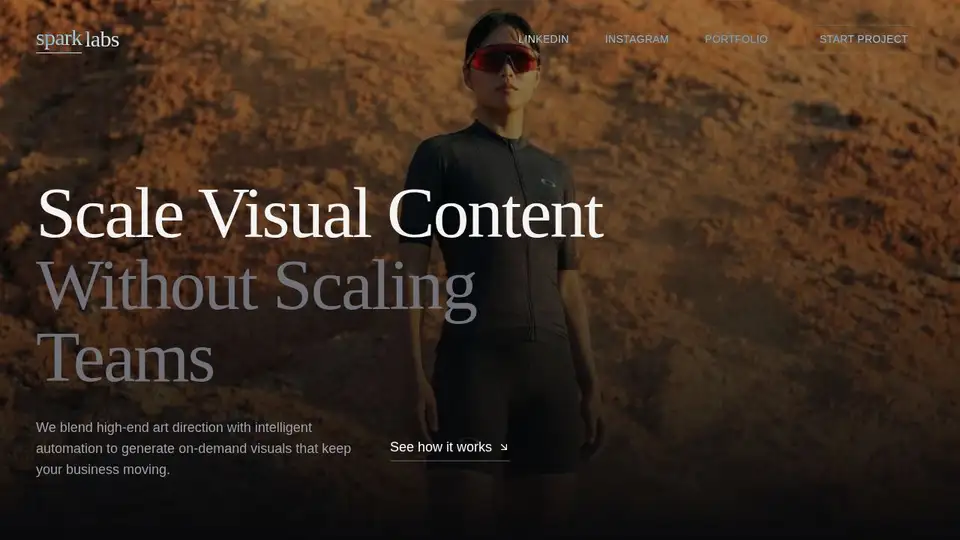 spark labs
LINKEDIN
INSTAGRAM
PORTFOLIO
START PROJECT
Scale Visual Content
Without Scaling
Teams
We blend high-end art direction with intelligent
automation to generate on-demand visuals that keep
your business moving.
See how it works